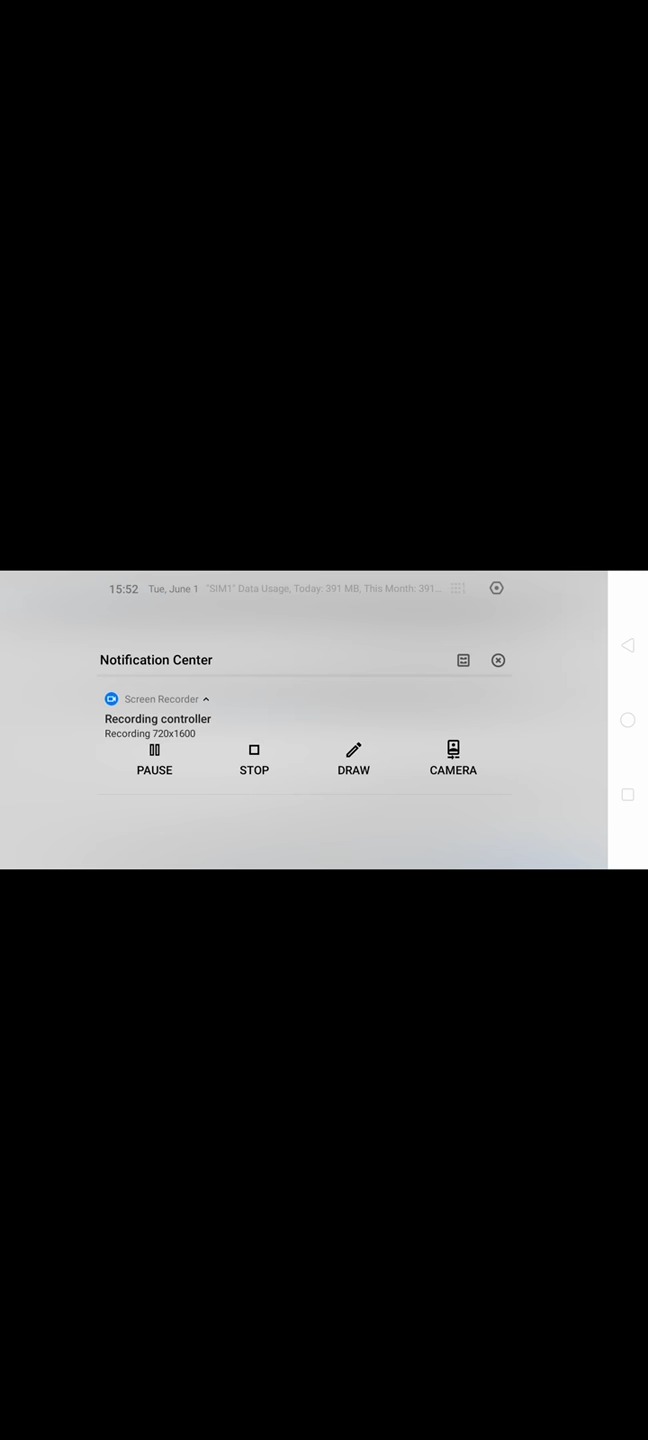 15:52 Tue, June 1 "SIM1" Data Usage, Today: 391 MB, This Month: 391...
Notification Center
Screen Recorder
Recording controller
Recording 720x1600
PAUSE STOP DRAW CAMERA